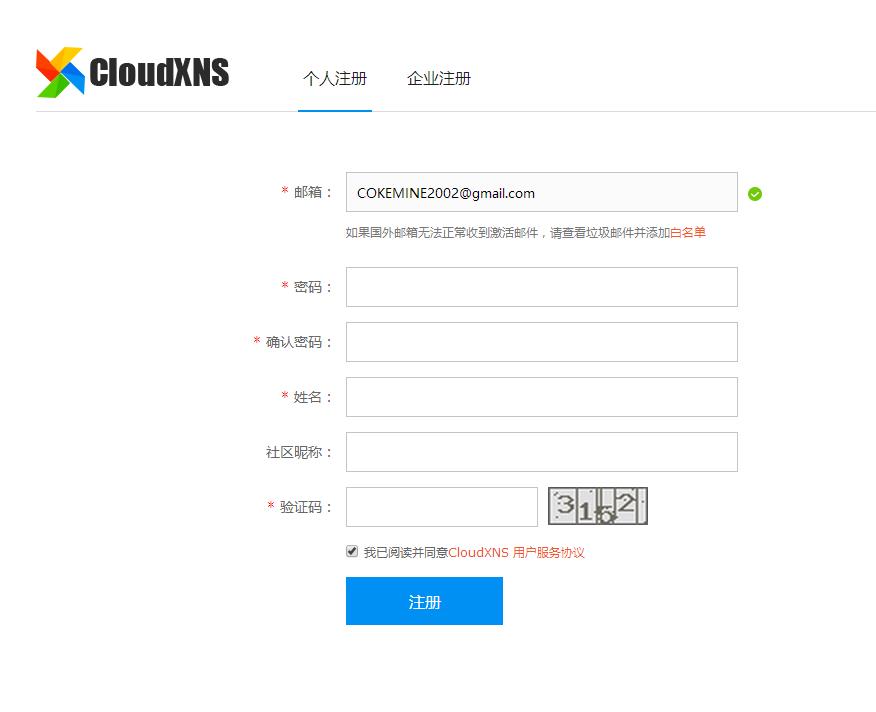 CloudXNS
个人注册 企业注册
* 邮箱： COKEMINE2002@gmail.com
如果国外邮箱无法正常收到激活邮件，请查看垃圾邮件并添加白名单
* 密码：
* 确认密码：
* 姓名：
社区昵称：
* 验证码：
我已阅读并同意CloudXNS 用户服务协议
注册